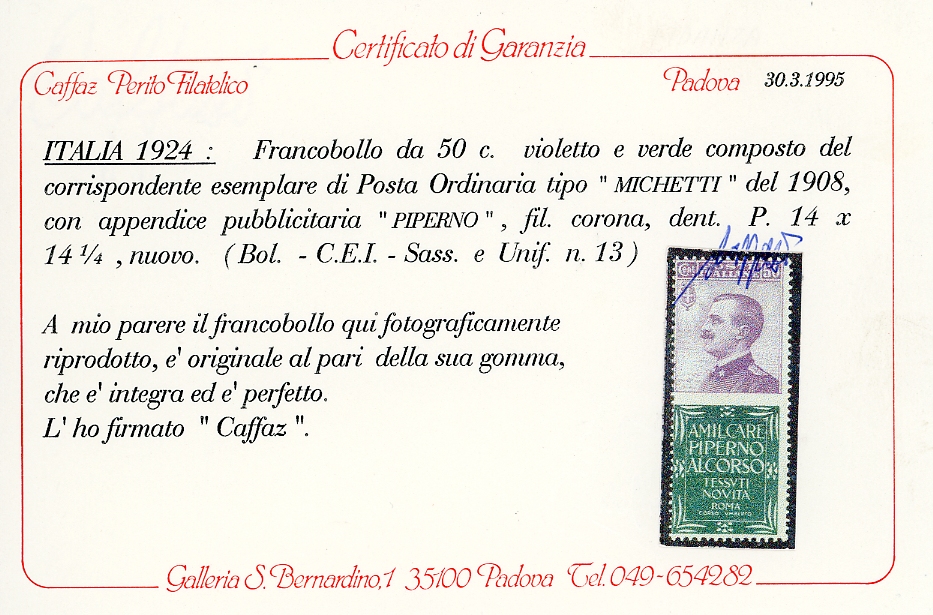 Certificato di Garanzia
Caffaz Perito Filatelico
Padova 30.3.1995
ITALIA 1924 : Francobollo da 50 c. violetto e verde composto del
corrispondente esemplare di Posta Ordinaria tipo " MICHETTI " del 1908,
con appendice pubblicitaria "PIPERNO" , fil. corona, dent. P. 14 x
14 ¼ , nuovo. ( Bol. - C.E.I. - Sass. e Unif. n. 13 )
A mio parere il francobollo qui fotograficamente
riprodotto, e' originale al pari della sua gomma,
che e' integra ed e' perfetto.
L' ho firmato " Caffaz ".
AMILCARE
PIPERNO
ALCORSO
TESSVTI
NOVITÀ
ROMA
CORSO VMBERTO
Galleria S. Bernardino,1 35100 Padova Tel. 049-654282